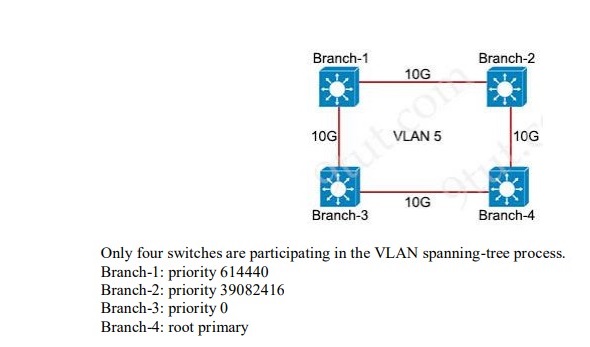 Branch-1 Branch-2
10G
10G VLAN 5 10G
10G
Branch-3 Branch-4
Only four switches are participating in the VLAN spanning-tree process.
Branch-1: priority 614440
Branch-2: priority 39082416
Branch-3: priority 0
Branch-4: root primary